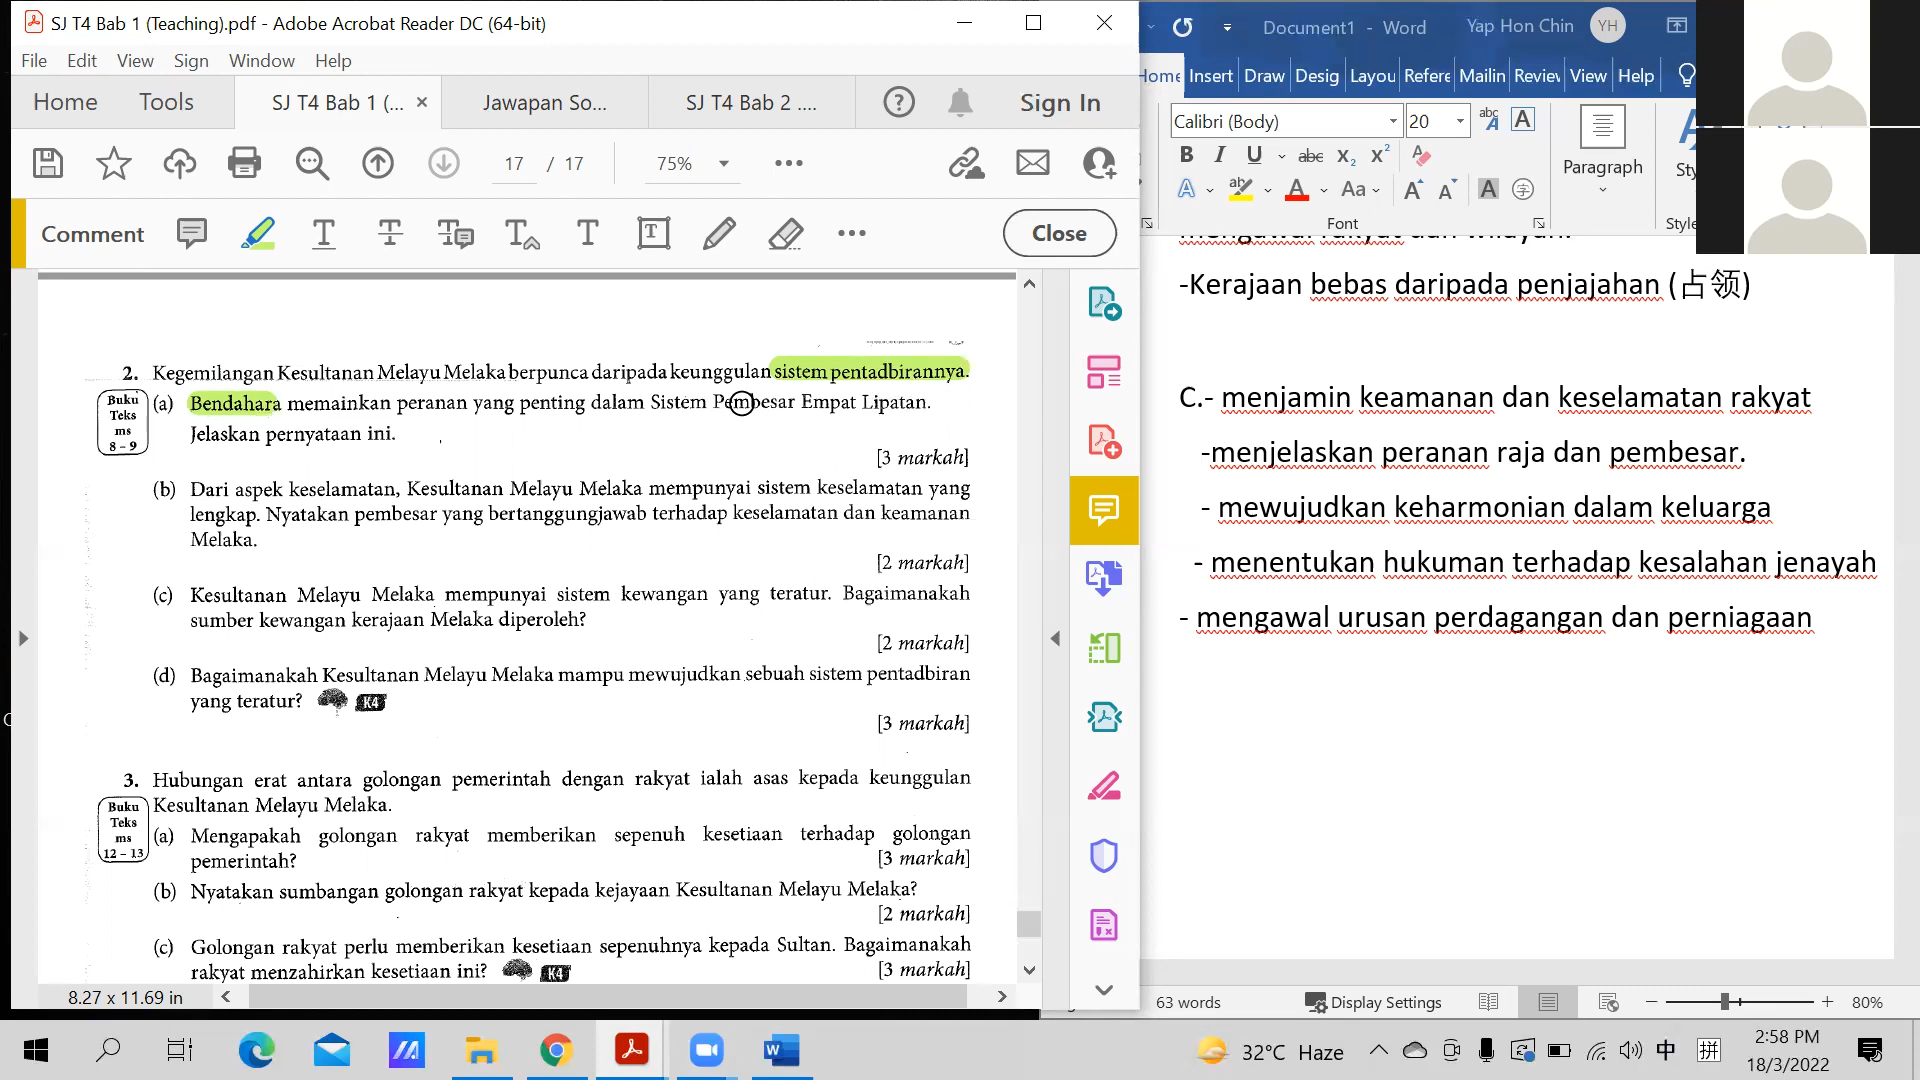 SJ T4 Bab 1 (Teaching).pdf - Adobe Acrobat Reader DC (64-bit)
File Edit View Sign Window Help
Home Tools SJ T4 Bab 1 (... × Jawapan So... SJ T4 Bab 2 .... Sign In
17 / 17 75%
Comment Close
2. Kegemilangan Kesultanan Melayu Melaka berpunca daripada keunggulan sistem pentadbirannya.
Buku Teks ms 8 – 9
(a) Bendahara memainkan peranan yang penting dalam Sistem Pembesar Empat Lipatan.
Jelaskan pernyataan ini.
[3 markah]
(b) Dari aspek keselamatan, Kesultanan Melayu Melaka mempunyai sistem keselamatan yang
lengkap. Nyatakan pembesar yang bertanggungjawab terhadap keselamatan dan keamanan
Melaka.
[2 markah]
(c) Kesultanan Melayu Melaka mempunyai sistem kewangan yang teratur. Bagaimanakah
sumber kewangan kerajaan Melaka diperoleh?
[2 markah]
(d) Bagaimanakah Kesultanan Melayu Melaka mampu mewujudkan sebuah sistem pentadbiran
yang teratur? K4
[3 markah]
3. Hubungan erat antara golongan pemerintah dengan rakyat ialah asas kepada keunggulan
Kesultanan Melayu Melaka.
Buku Teks ms 12 – 13
(a) Mengapakah golongan rakyat memberikan sepenuh kesetiaan terhadap golongan
pemerintah? [3 markah]
(b) Nyatakan sumbangan golongan rakyat kepada kejayaan Kesultanan Melayu Melaka?
[2 markah]
(c) Golongan rakyat perlu memberikan kesetiaan sepenuhnya kepada Sultan. Bagaimanakah
rakyat menzahirkan kesetiaan ini? K4 [3 markah]
8.27 x 11.69 in
Document1 - Word Yap Hon Chin YH
Home Insert Draw Desig Layou Refere Mailin Review View Help
Calibri (Body) 20
Paragraph
Font
mengawal rakyat dan wilayah.
-Kerajaan bebas daripada penjajahan (占领)
C.- menjamin keamanan dan keselamatan rakyat
-menjelaskan peranan raja dan pembesar.
- mewujudkan keharmonian dalam keluarga
- menentukan hukuman terhadap kesalahan jenayah
- mengawal urusan perdagangan dan perniagaan
63 words Display Settings 80%
32°C Haze 中 拼 2:58 PM
18/3/2022